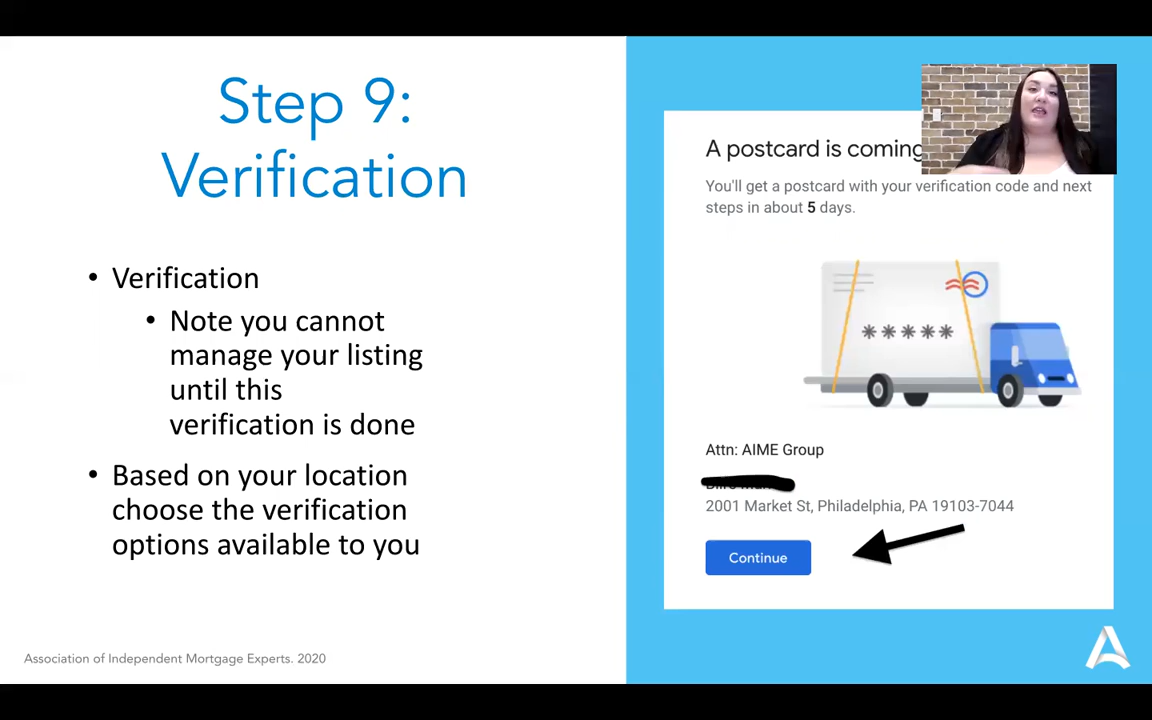 Step 9:
Verification
• Verification
• Note you cannot
manage your listing
until this
verification is done
• Based on your location
choose the verification
options available to you
Association of Independent Mortgage Experts. 2020
A postcard is coming
You'll get a postcard with your verification code and next
steps in about 5 days.
*****
Attn: AIME Group
2001 Market St, Philadelphia, PA 19103-7044
Continue